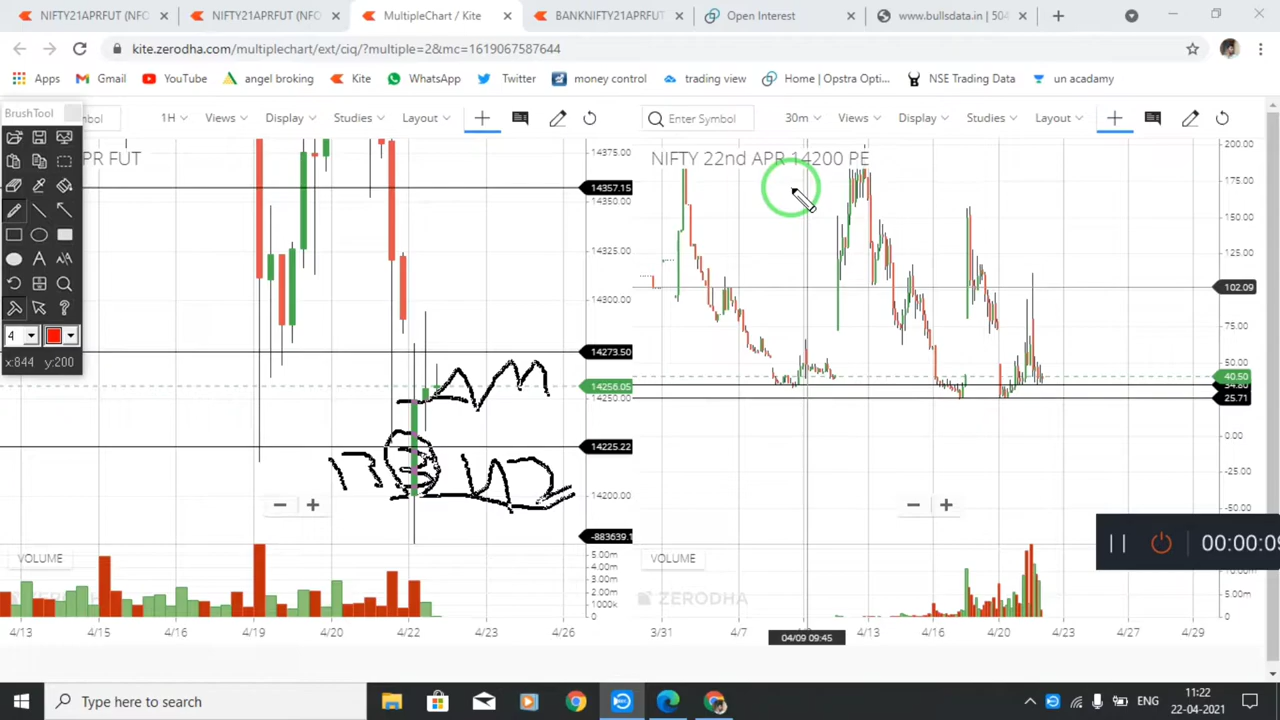 NIFTY21APRFUT (NFO
NIFTY21APRFUT (NFO
MultipleChart / Kite
BANKNIFTY21APRFUT
Open Interest
www.bullsdata.in | 504
kite.zerodha.com/multiplechart/ext/ciq/?multiple=2&mc=1619067587644
Apps
Gmail
YouTube
angel broking
Kite
WhatsApp
Twitter
money control
trading view
Home | Opstra Opti...
NSE Trading Data
un academy
BrushTool
bol
1H
Views
Display
Studies
Layout
Enter Symbol
30m
Views
Display
Studies
Layout
PR FUT
NIFTY 22nd APR 14200 PE
14375.00
14357.15
14325.00
14300.00
14273.50
14256.05
14250.00
14225.22
14200.00
-883639.1
200.00
175.00
150.00
125.00
102.09
75.00
50.00
40.50
34.80
25.71
0.00
-25.00
-50.00
4
x:844 y:200
VOLUME
5.00m
4.00m
3.00m
2.00m
1000k
VOLUME
ZERODHA
5.00m
0.00
00:00:09
4/13
4/15
4/16
4/19
4/20
4/22
4/23
4/26
3/31
4/7
04/09 09:45
4/13
4/16
4/20
4/23
4/27
4/29
Type here to search
ENG
11:22
22-04-2021